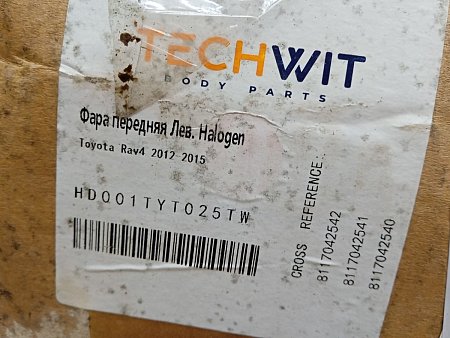 TECHWIT
BODY PARTS
Фара передняя Лев. Halogen
Toyota Rav4 2012-2015
HD001TYT025TW
CROSS REFERENCE:
8117042542
8117042541
8117042540